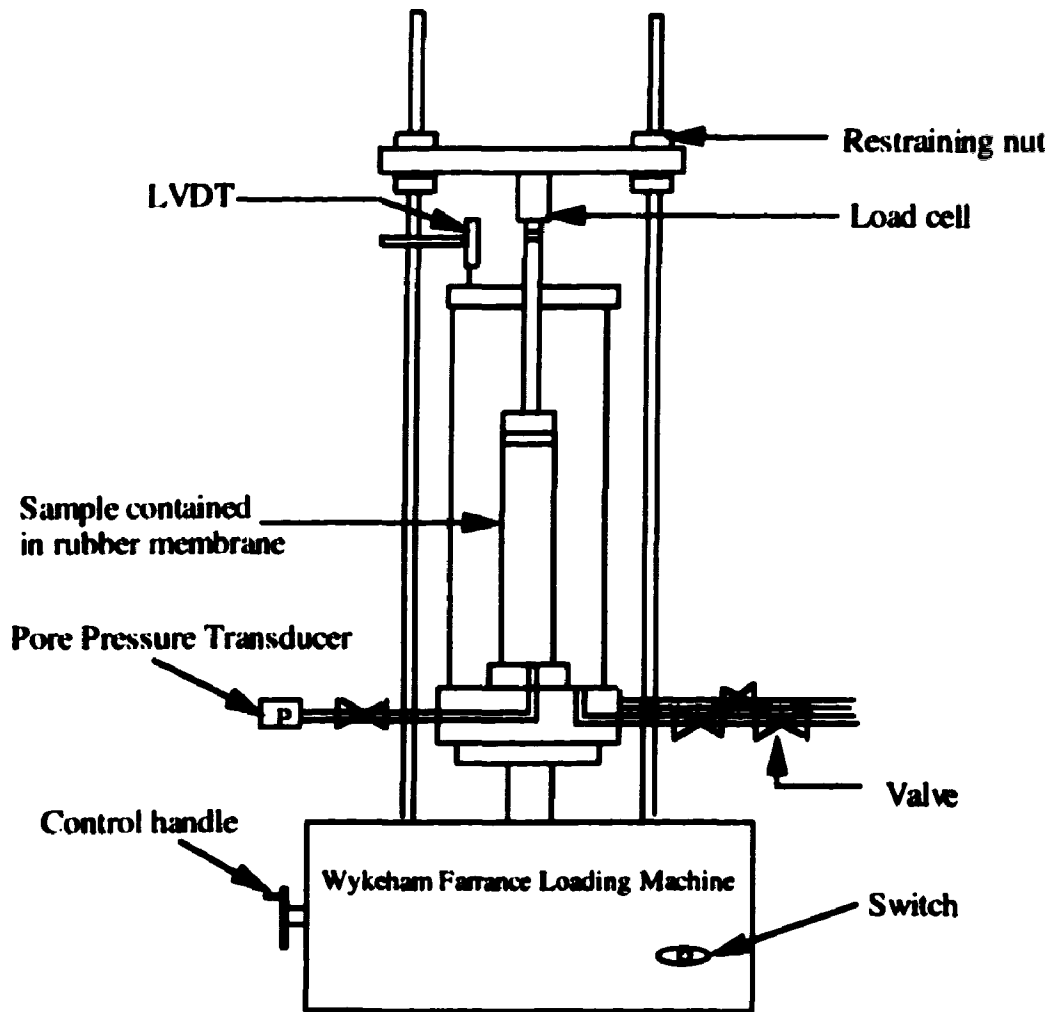 Restraining nut
LVDT
Load cell
Sample contained
in rubber membrane
Pore Pressure Transducer
P
Valve
Control handle
Wykeham Farrance Loading Machine
Switch